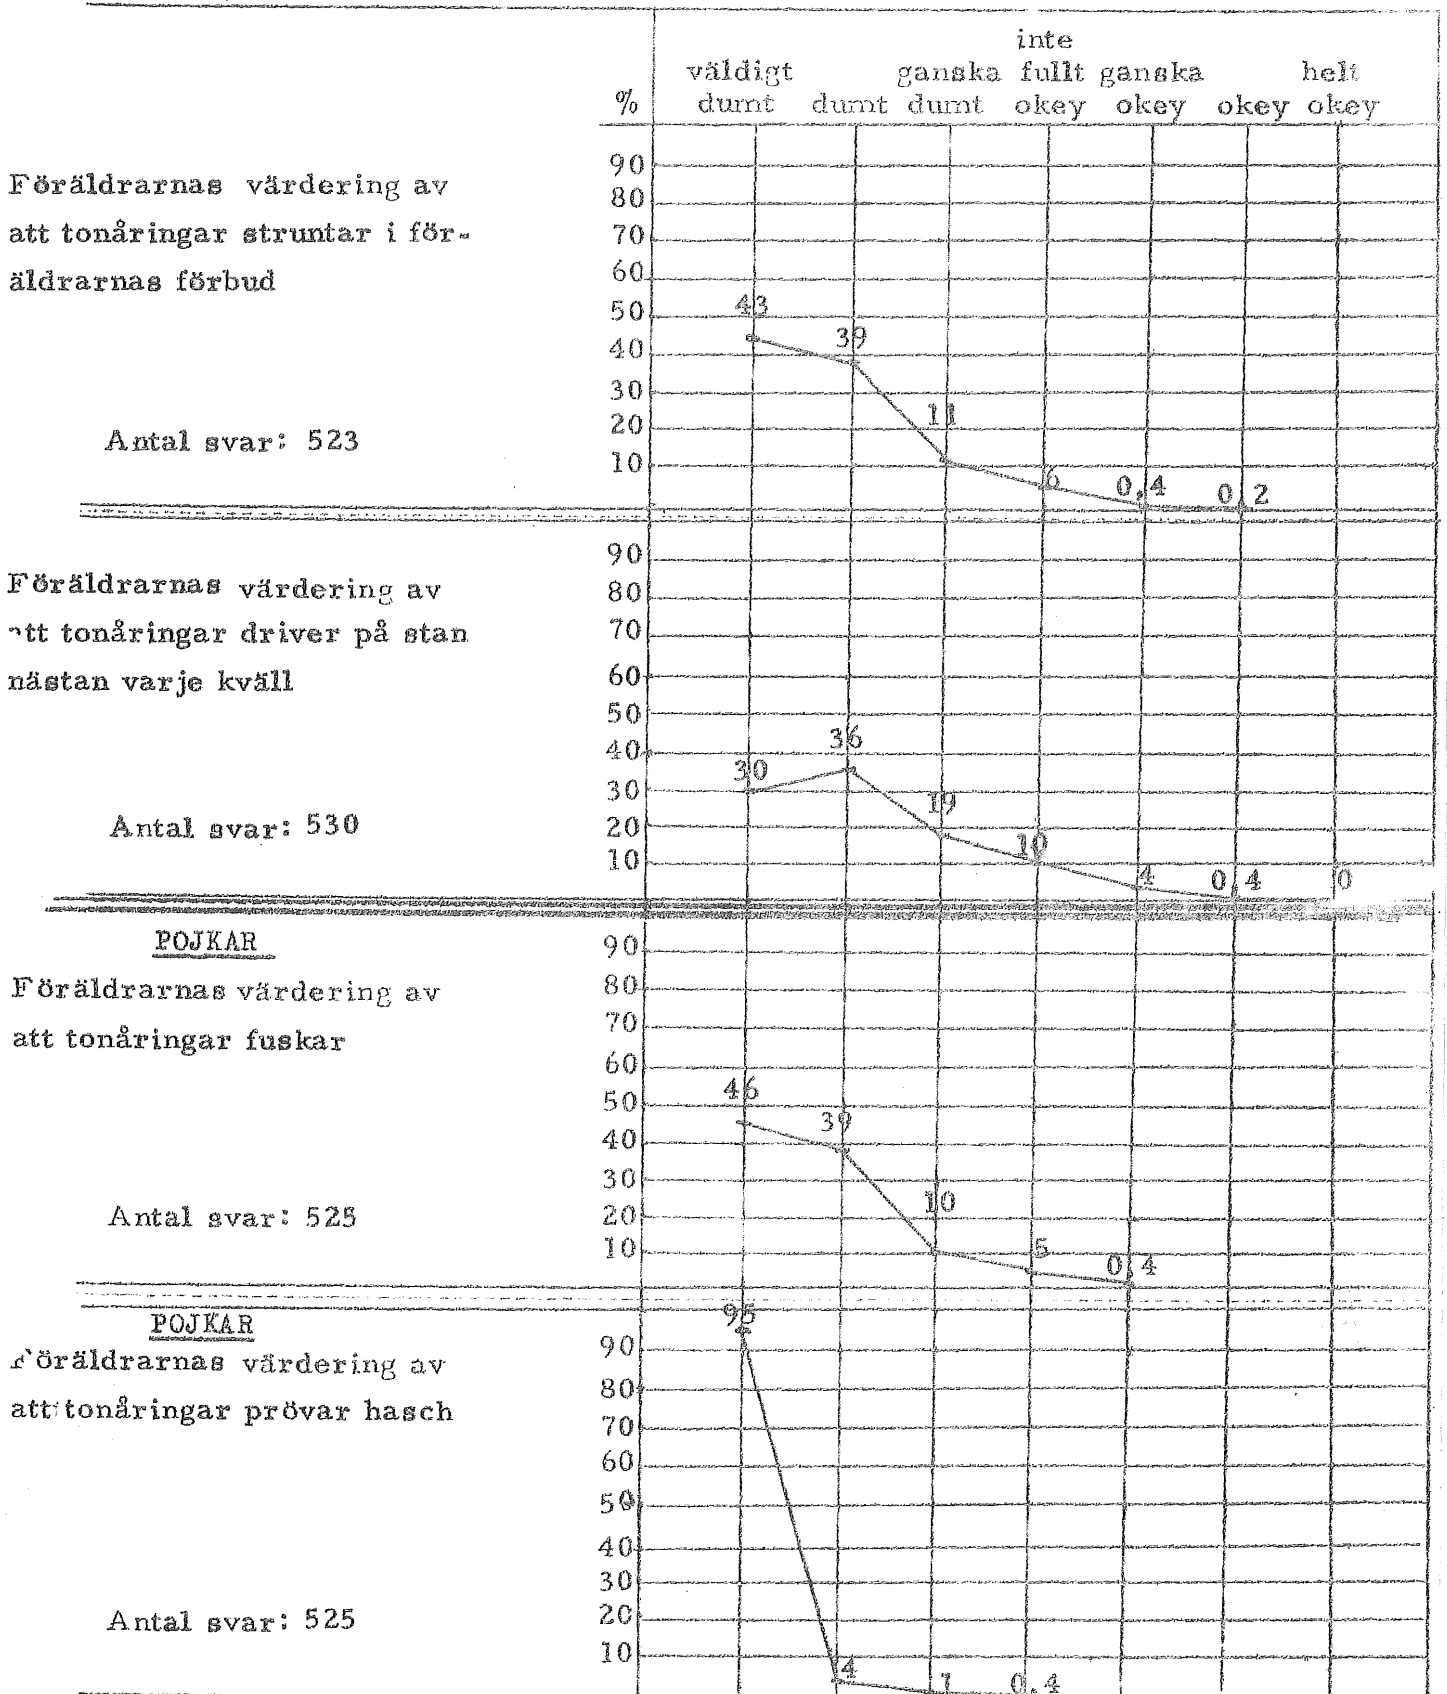 inte
väldigt ganska fullt ganska helt
% dumt dumt dumt okey okey okey okey
90
Föräldrarnas värdering av
80
att tonåringar struntar i för-
70
äldrarnas förbud
60
50
43
40
39
30
20
11
Antal svar: 523
10
6 0,4 0,2
90
Föräldrarnas värdering av
80
att tonåringar driver på stan
70
nästan varje kväll
60
50
40
36
30
30
19
Antal svar: 530
20
10
10
4 0,4 0
POJKAR
90
Föräldrarnas värdering av
80
70
att tonåringar fuskar
60
50
46
40
39
30
Antal svar: 525
20
10
10
5 0,4
POJKAR
95
90
Föräldrarnas värdering av
80
att tonåringar prövar hasch
70
60
50
40
30
Antal svar: 525
20
10
4 1 0,4